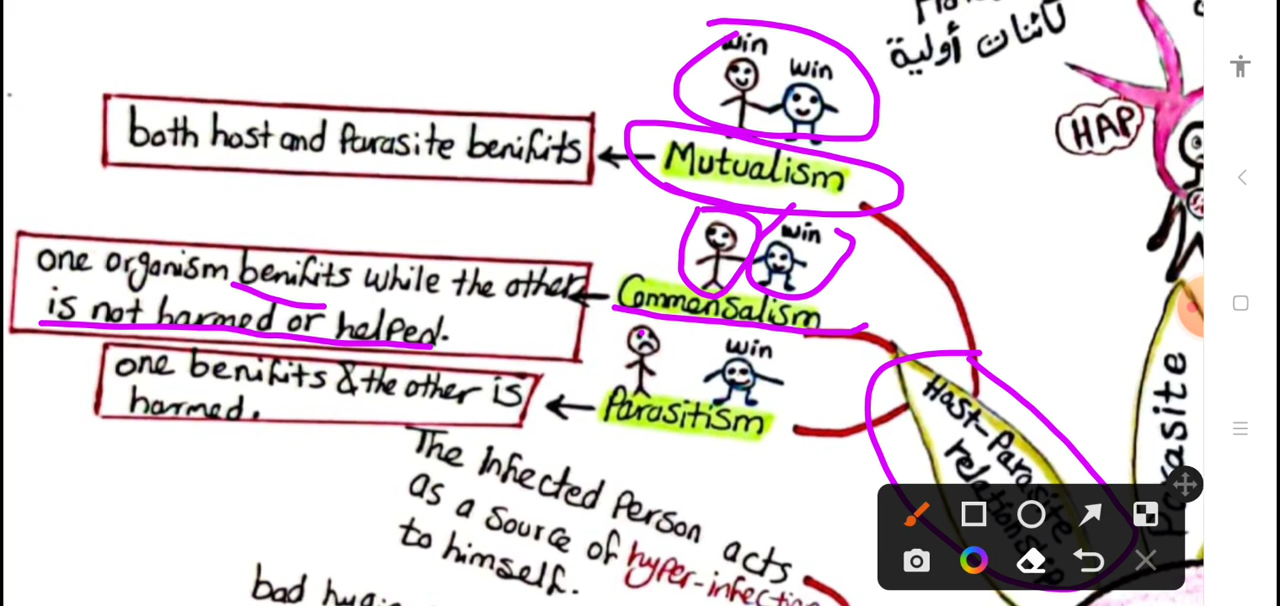 كائنات أولية
win
win
HAP
both host and Parasite benifits
Mutualism
win
one organism benifits while the other
is not harmed or helped.
Commensalism
win
one benifits & the other is
harmed.
Parasitism
Host-Parasite
relationship
Parasite
The Infected Person acts
as a source of hyper-infection
to himself.
bad